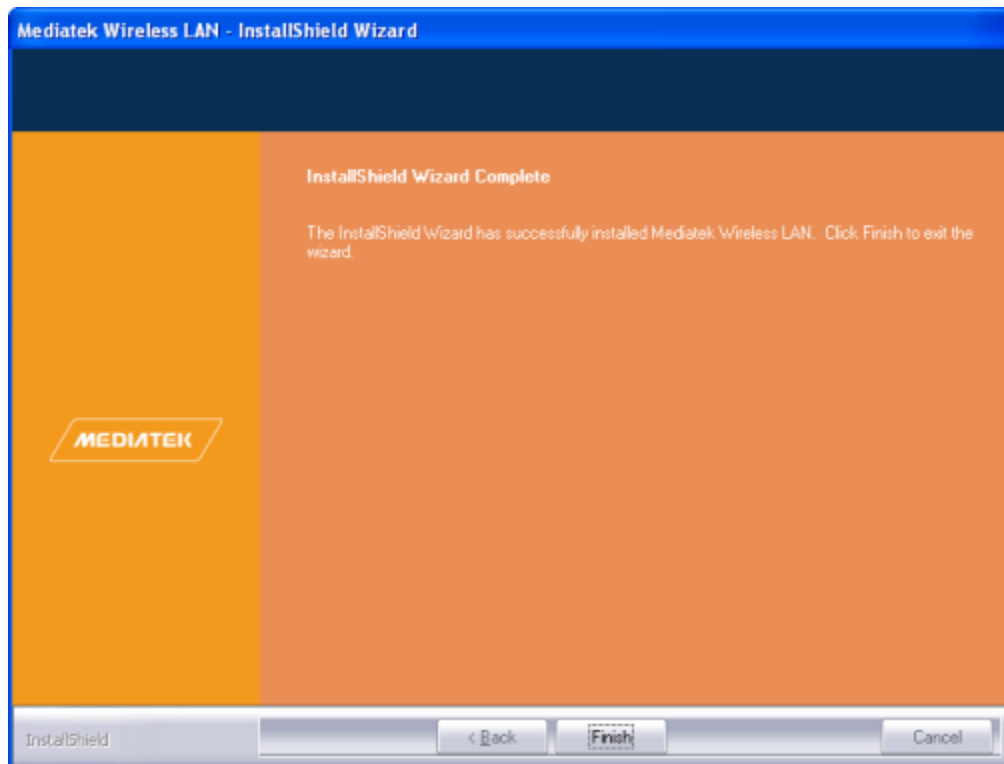 Mediatek Wireless LAN - InstallShield Wizard
InstallShield Wizard Complete
The InstallShield Wizard has successfully installed Mediatek Wireless LAN. Click Finish to exit the
wizard.
MEDIATEK
InstallShield
< Back
Finish
Cancel